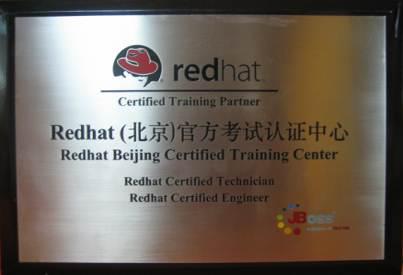 redhat
Certified Training Partner
Redhat (北京)官方考试认证中心
Redhat Beijing Certified Training Center
Redhat Certified Technician
Redhat Certified Engineer
JBoss